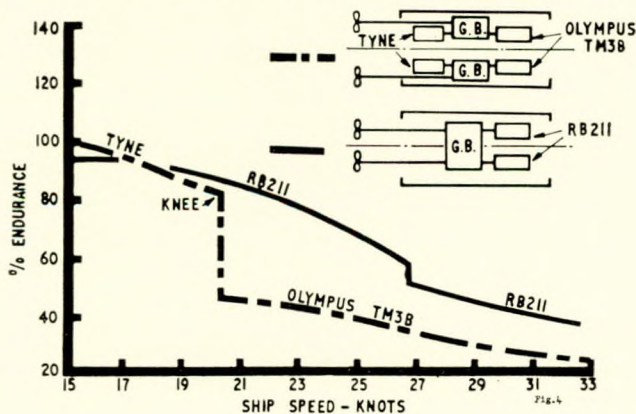 140
120
100
80
60
40
20
% ENDURANCE
15 17 19 21 23 25 27 29 31 33
SHIP SPEED - KNOTS
TYNE
KNEE
RB211
OLYMPUS TM3B
RB211
G.B.
TYNE
G.B.
OLYMPUS
TM3B
G.B.
RB211
Fig.4